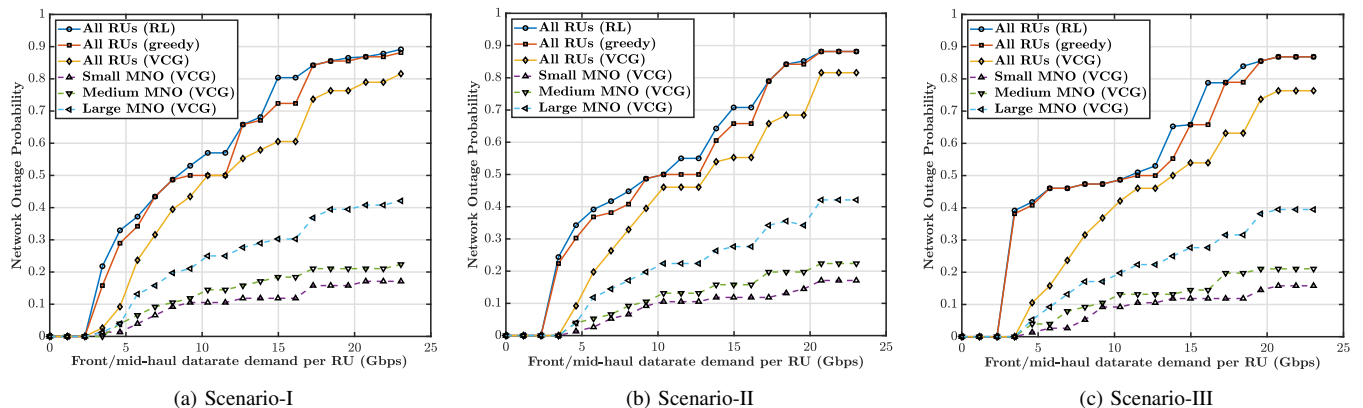 1
0.9
0.8
0.7
0.6
0.5
0.4
0.3
0.2
0.1
0
Network Outage Probability
All RUs (RL)
All RUs (greedy)
All RUs (VCG)
Small MNO (VCG)
Medium MNO (VCG)
Large MNO (VCG)
0 5 10 15 20 25
Front/mid-haul datarate demand per RU (Gbps)
(a) Scenario-I
1
0.9
0.8
0.7
0.6
0.5
0.4
0.3
0.2
0.1
0
Network Outage Probability
All RUs (RL)
All RUs (greedy)
All RUs (VCG)
Small MNO (VCG)
Medium MNO (VCG)
Large MNO (VCG)
0 5 10 15 20 25
Front/mid-haul datarate demand per RU (Gbps)
(b) Scenario-II
1
0.9
0.8
0.7
0.6
0.5
0.4
0.3
0.2
0.1
0
Network Outage Probability
All RUs (RL)
All RUs (greedy)
All RUs (VCG)
Small MNO (VCG)
Medium MNO (VCG)
Large MNO (VCG)
0 5 10 15 20 25
Front/mid-haul datarate demand per RU (Gbps)
(c) Scenario-III